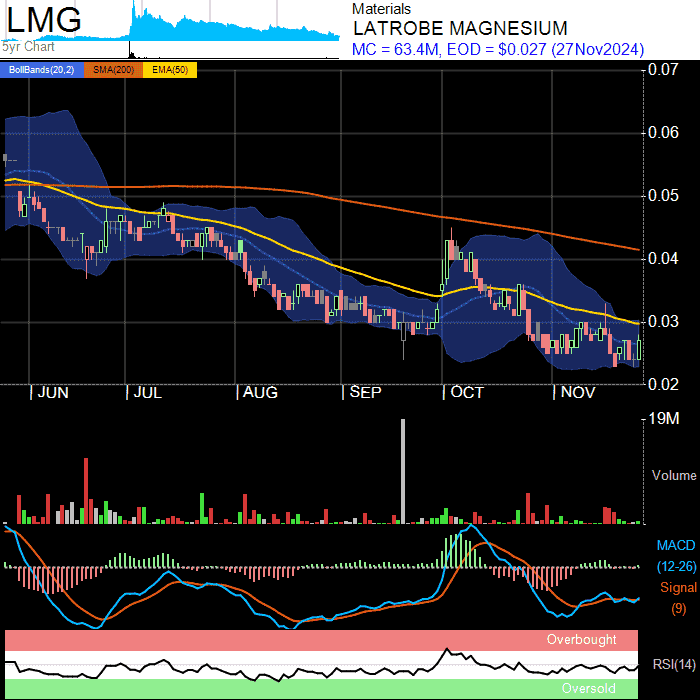 LMG
5yr Chart
Materials
LATROBE MAGNESIUM
MC = 63.4M, EOD = $0.027 (27Nov2024)
BollBands(20,2) SMA(200) EMA(50)
0.07
0.06
0.05
0.04
0.03
0.02
JUN JUL AUG SEP OCT NOV
19M
Volume
MACD
(12-26)
Signal
(9)
Overbought
RSI(14)
Oversold